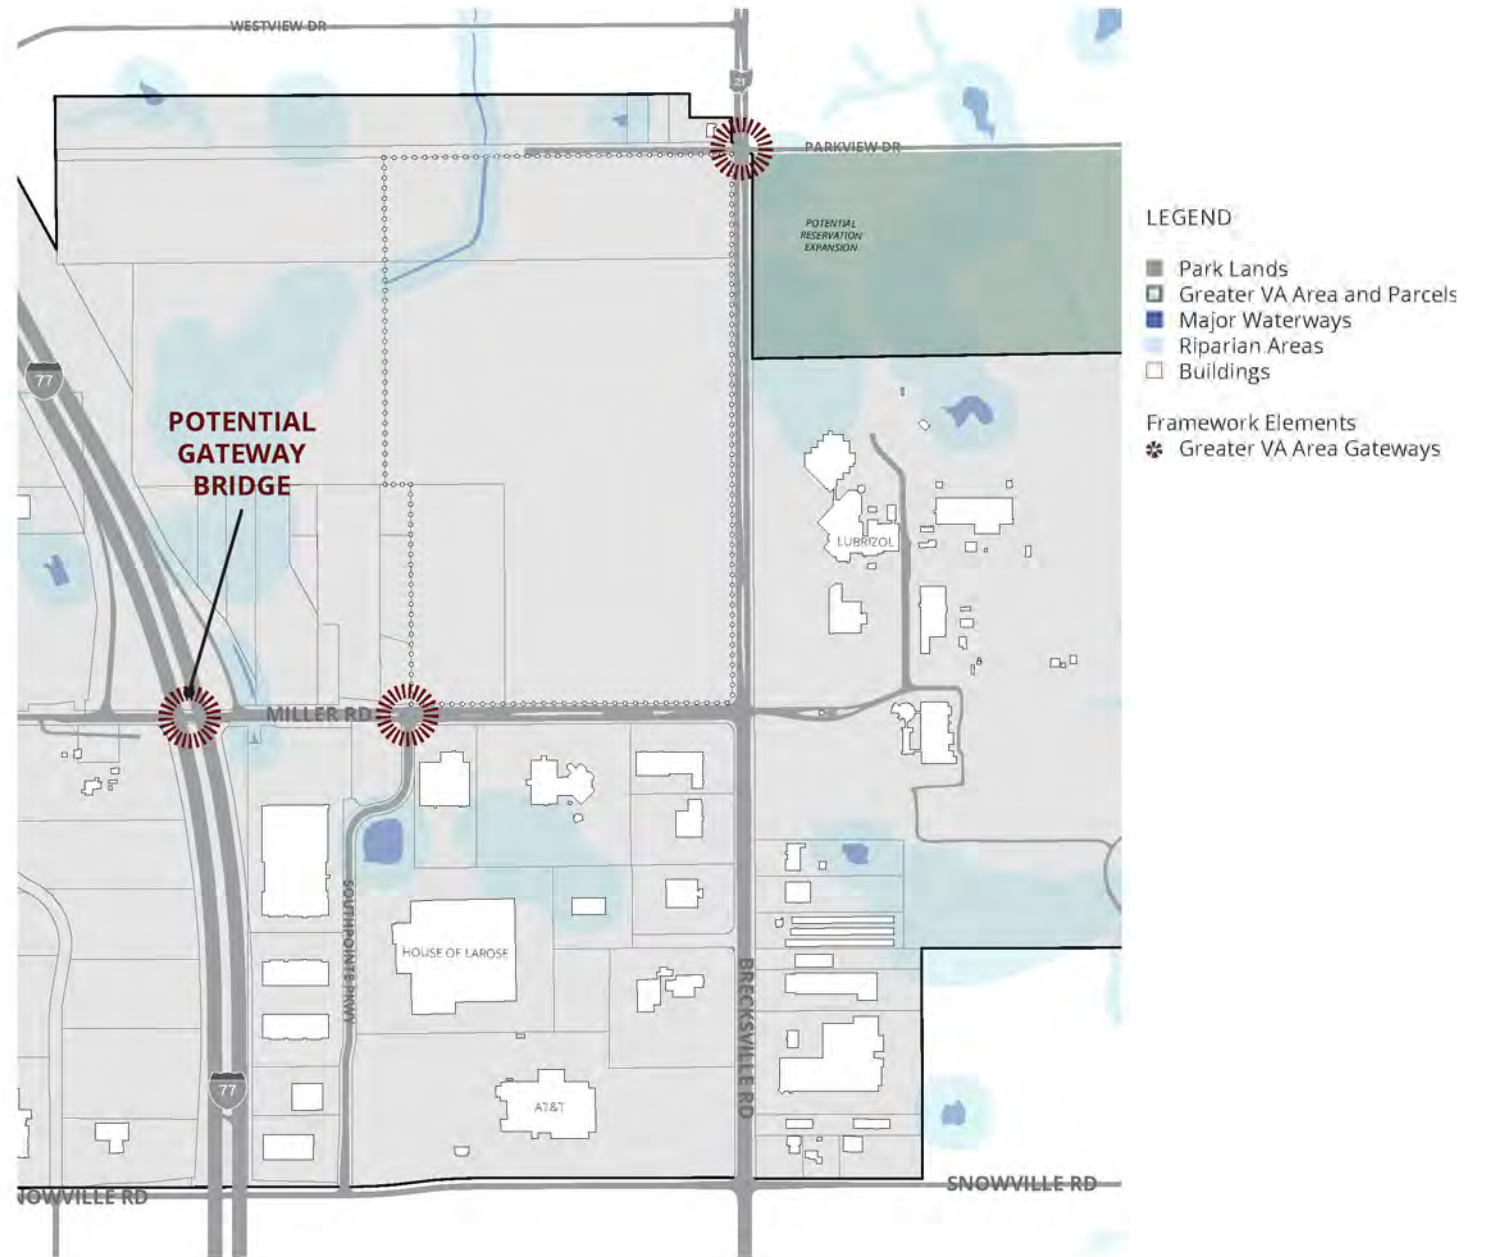 WESTVIEW DR
21
PARKVIEW DR
POTENTIAL
RESERVATION
EXPANSION
LEGEND
Park Lands
Greater VA Area and Parcels
Major Waterways
Riparian Areas
Buildings
Framework Elements
Greater VA Area Gateways
77
POTENTIAL
GATEWAY
BRIDGE
LUBRIZOL
MILLER RD
SOUTHPOINTE PKWY
HOUSE OF LAROSE
BRECKSVILLE RD
77
AT&T
NOWVILLE RD
SNOWVILLE RD